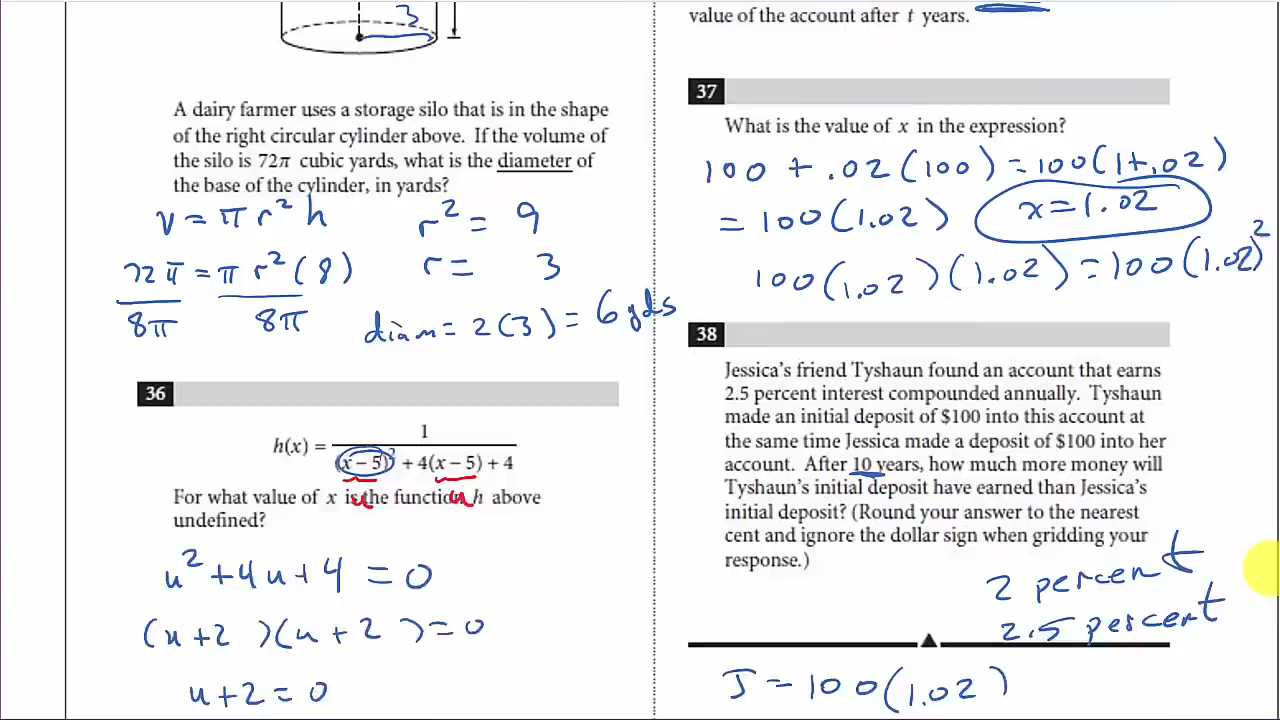 3
A dairy farmer uses a storage silo that is in the shape
of the right circular cylinder above. If the volume of
the silo is 72π cubic yards, what is the diameter of
the base of the cylinder, in yards?
v = π r² h
r² = 9
72π = π r² (8)
8π 8π
r = 3
diam = 2(3) = 6 yds
36
h(x) = 1 / (x − 5)² + 4(x − 5) + 4
u u
For what value of x is the function h above
undefined?
u² + 4u + 4 = 0
(u + 2)(u + 2) = 0
u + 2 = 0
value of the account after t years.
37
What is the value of x in the expression?
100 + .02(100) = 100(1+.02)
= 100(1.02)
x = 1.02
100(1.02)(1.02) = 100(1.02)²
38
Jessica's friend Tyshaun found an account that earns
2.5 percent interest compounded annually. Tyshaun
made an initial deposit of $100 into this account at
the same time Jessica made a deposit of $100 into her
account. After 10 years, how much more money will
Tyshaun's initial deposit have earned than Jessica's
initial deposit? (Round your answer to the nearest
cent and ignore the dollar sign when gridding your
response.)
2 percent
2.5 percent
J = 100(1.02)